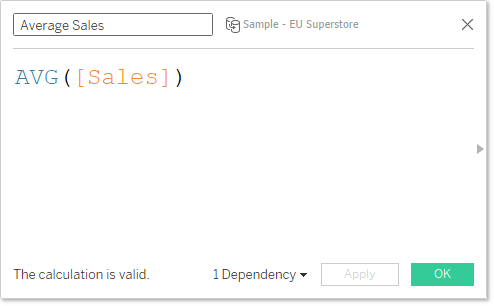 Average Sales
Sample - EU Superstore
AVG([Sales])
The calculation is valid.
1 Dependency
Apply
OK